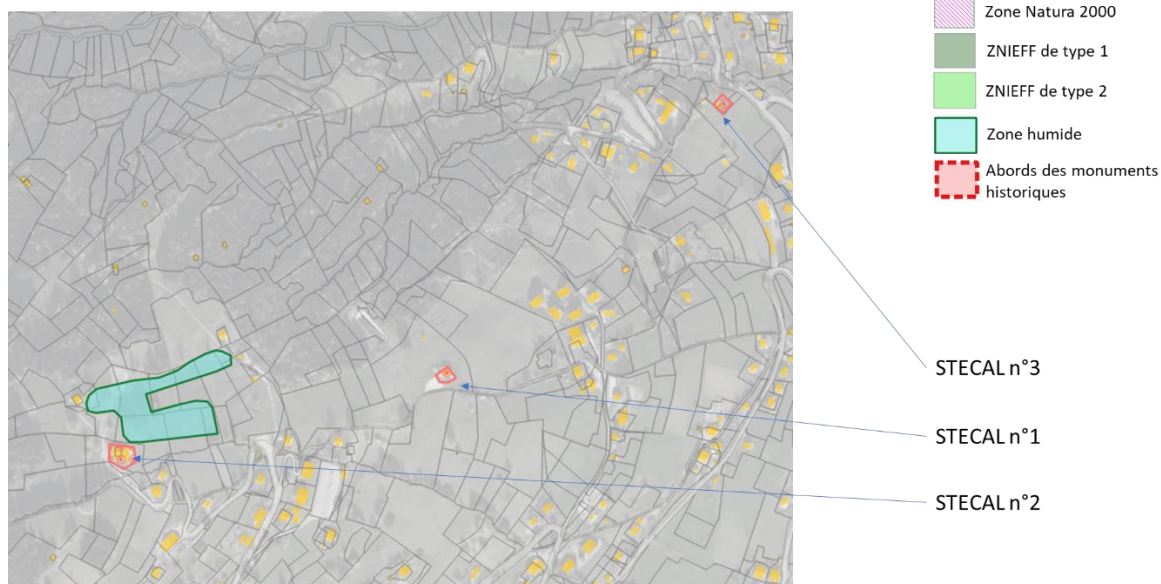 Zone Natura 2000
ZNIEFF de type 1
ZNIEFF de type 2
Zone humide
Abords des monuments
historiques
STECAL n°3
STECAL n°1
STECAL n°2